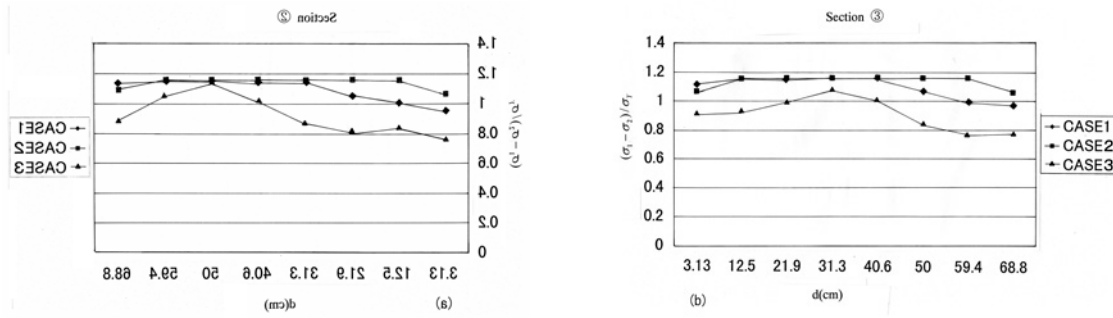 Section ②
1.4
1.2
1
0.8
0.6
0.4
0.2
0
(σ₁ - σ₂)/σ₁
3.13 12.5 21.9 31.3 40.6 50 59.4 68.8
d(cm)
(a)
CASE1
CASE2
CASE3
Section ③
1.4
1.2
1
0.8
0.6
0.4
0.2
0
(σ₁ - σ₂)/σ₁
3.13 12.5 21.9 31.3 40.6 50 59.4 68.8
d(cm)
(b)
CASE1
CASE2
CASE3